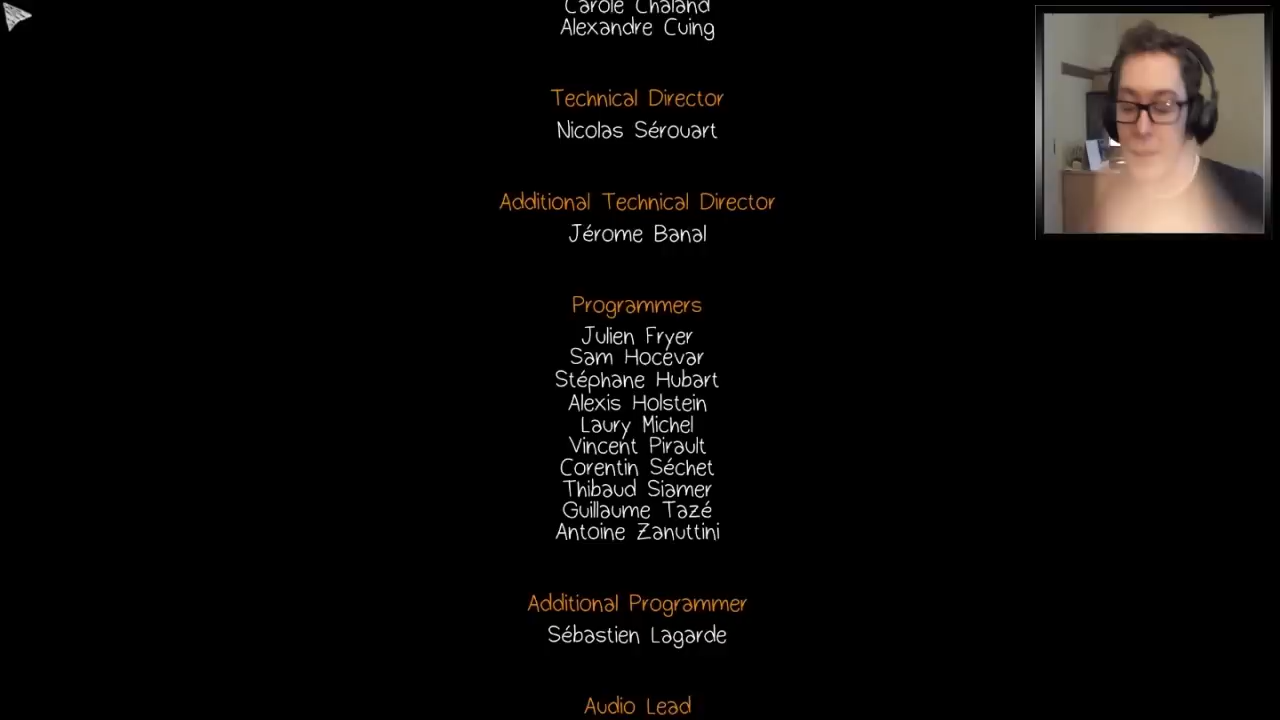 Carole Chaland
Alexandre Cuing
Technical Director
Nicolas Sérouart
Additional Technical Director
Jérome Banal
Programmers
Julien Fryer
Sam Hocevar
Stéphane Hubart
Alexis Holstein
Laury Michel
Vincent Pirault
Corentin Séchet
Thibaud Siamer
Guillaume Tazé
Antoine Zanuttini
Additional Programmer
Sébastien Lagarde
Audio Lead